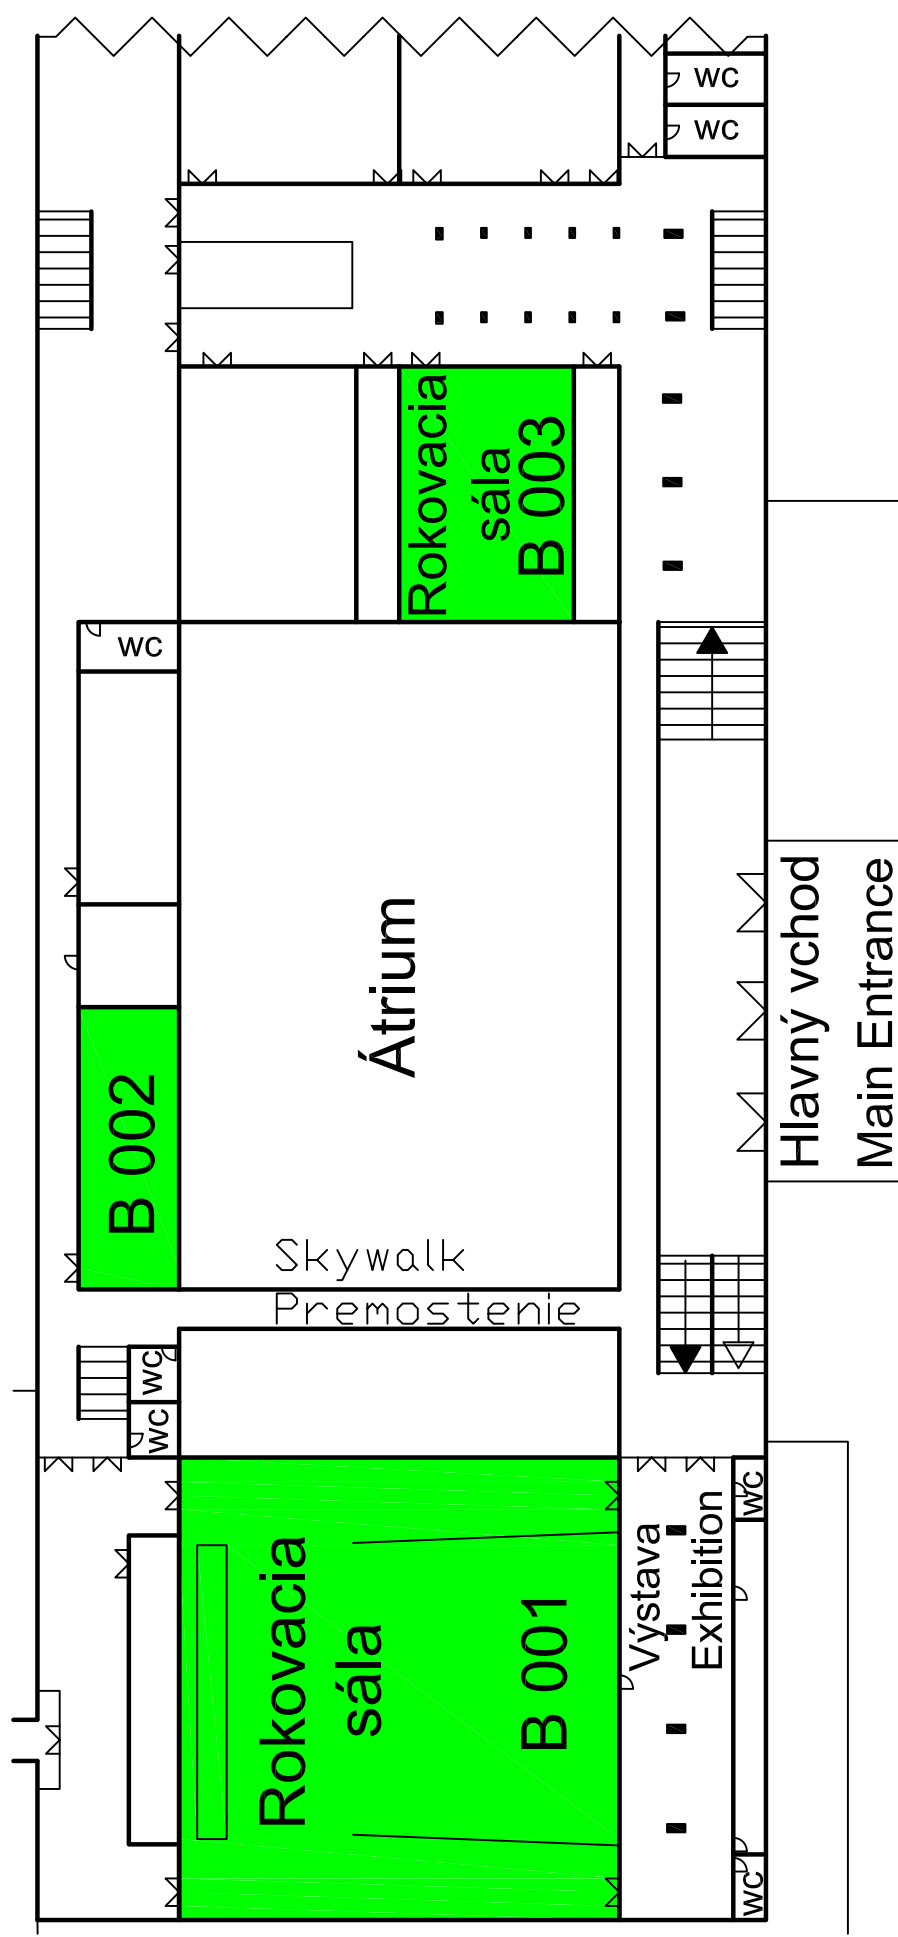 wc
wc
Rokovacia
sála
B 003
wc
Átrium
Hlavný vchod
Main Entrance
B 002
Skywalk
Premostenie
wc
wc
wc
Rokovacia
sála
B 001
Výstava
Exhibition
wc